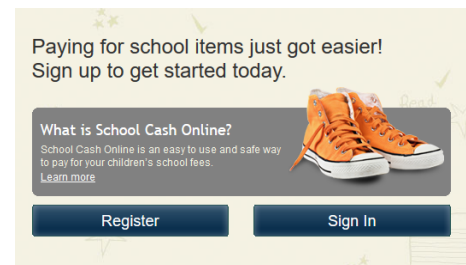 Paying for school items just got easier!
Sign up to get started today.
Read
What is School Cash Online?
School Cash Online is an easy to use and safe way
to pay for your children's school fees.
Learn more
Register
Sign In